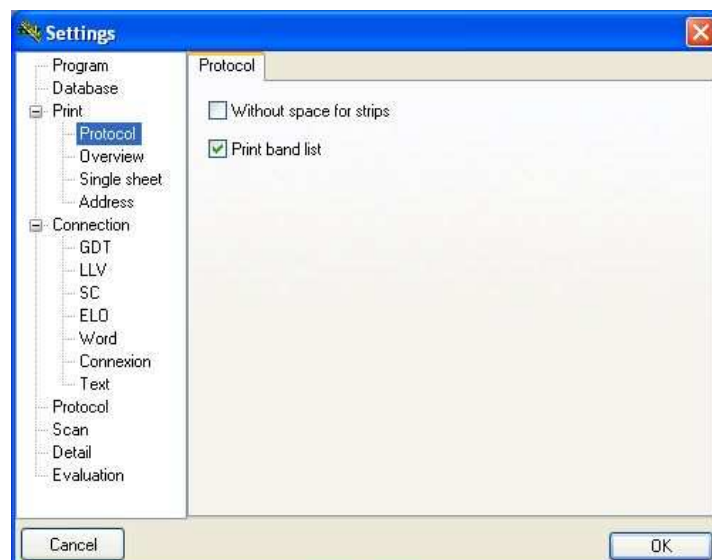 Settings
Program
Database
Print
Protocol
Overview
Single sheet
Address
Connection
GDT
LLV
SC
ELO
Word
Connexion
Text
Protocol
Scan
Detail
Evaluation
Protocol
Without space for strips
Print band list
Cancel
OK